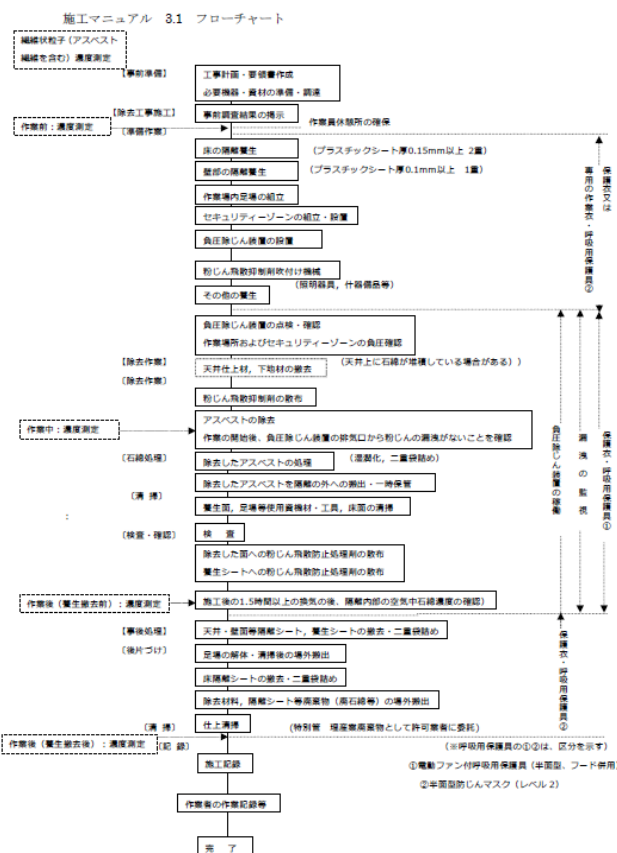 施工マニュアル 3.1 フローチャート
繊維状粒子（アスベスト
繊維を含む）濃度測定
【事前準備】
工事計画・要領書作成
必要機器・資材の準備・調達
【除去工事施工】
事前調査結果の掲示
作業前：濃度測定
作業員休憩所の確保
〔準備作業〕
床の隔離養生
（プラスチックシート厚0.15mm以上 2重）
壁部の隔離養生
（プラスチックシート厚0.1mm以上 1重）
作業場内足場の組立
セキュリティーゾーンの組立・設置
負圧除じん装置の設置
粉じん飛散抑制剤吹付け機械
（照明器具，什器備品等）
その他の養生
保護衣又は
専用の作業衣・呼吸用保護具②
負圧除じん装置の点検・確認
作業場所およびセキュリティーゾーンの負圧確認
【除去作業】
天井仕上材，下地材の撤去
（天井上に石綿が堆積している場合がある））
〔除去作業〕
粉じん飛散抑制剤の散布
アスベストの除去
作業の開始後、負圧除じん装置の排気口から粉じんの漏洩がないことを確認
作業中：濃度測定
〔石綿処理〕
除去したアスベストの処理
（湿潤化，二重袋詰め）
除去したアスベストを隔離の外への搬出・一時保管
〔清 掃〕
養生面，足場等使用資機材・工具，床面の清掃
：
〔検査・確認〕
検 査
除去した面への粉じん飛散防止処理剤の散布
養生シートへの粉じん飛散防止処理剤の散布
作業後（養生撤去前）：濃度測定
施工後の1.5時間以上の換気の後、隔離内部の空気中石綿濃度の確認）
負圧除じん装置の稼働
漏洩の監視
保護衣・呼吸用保護具①
【事後処理】
天井・壁面等隔離シート，養生シートの撤去・二重袋詰め
〔後片づけ〕
足場の解体・清掃後の場外搬出
床隔離シートの撤去・二重袋詰め
除去材料，隔離シート等廃棄物（廃石綿等）の場外搬出
保護衣・呼吸用保護具②
〔清 掃〕
仕上清掃
（特別管 理産業廃棄物として許可業者に委託）
作業後（養生撤去後）：濃度測定
〔記 録〕
（※呼吸用保護具の①②は、区分を示す）
施工記録
①電動ファン付呼吸用保護具（半面型、フード併用
②半面型防じんマスク（レベル2）
作業者の作業記録等
完 了